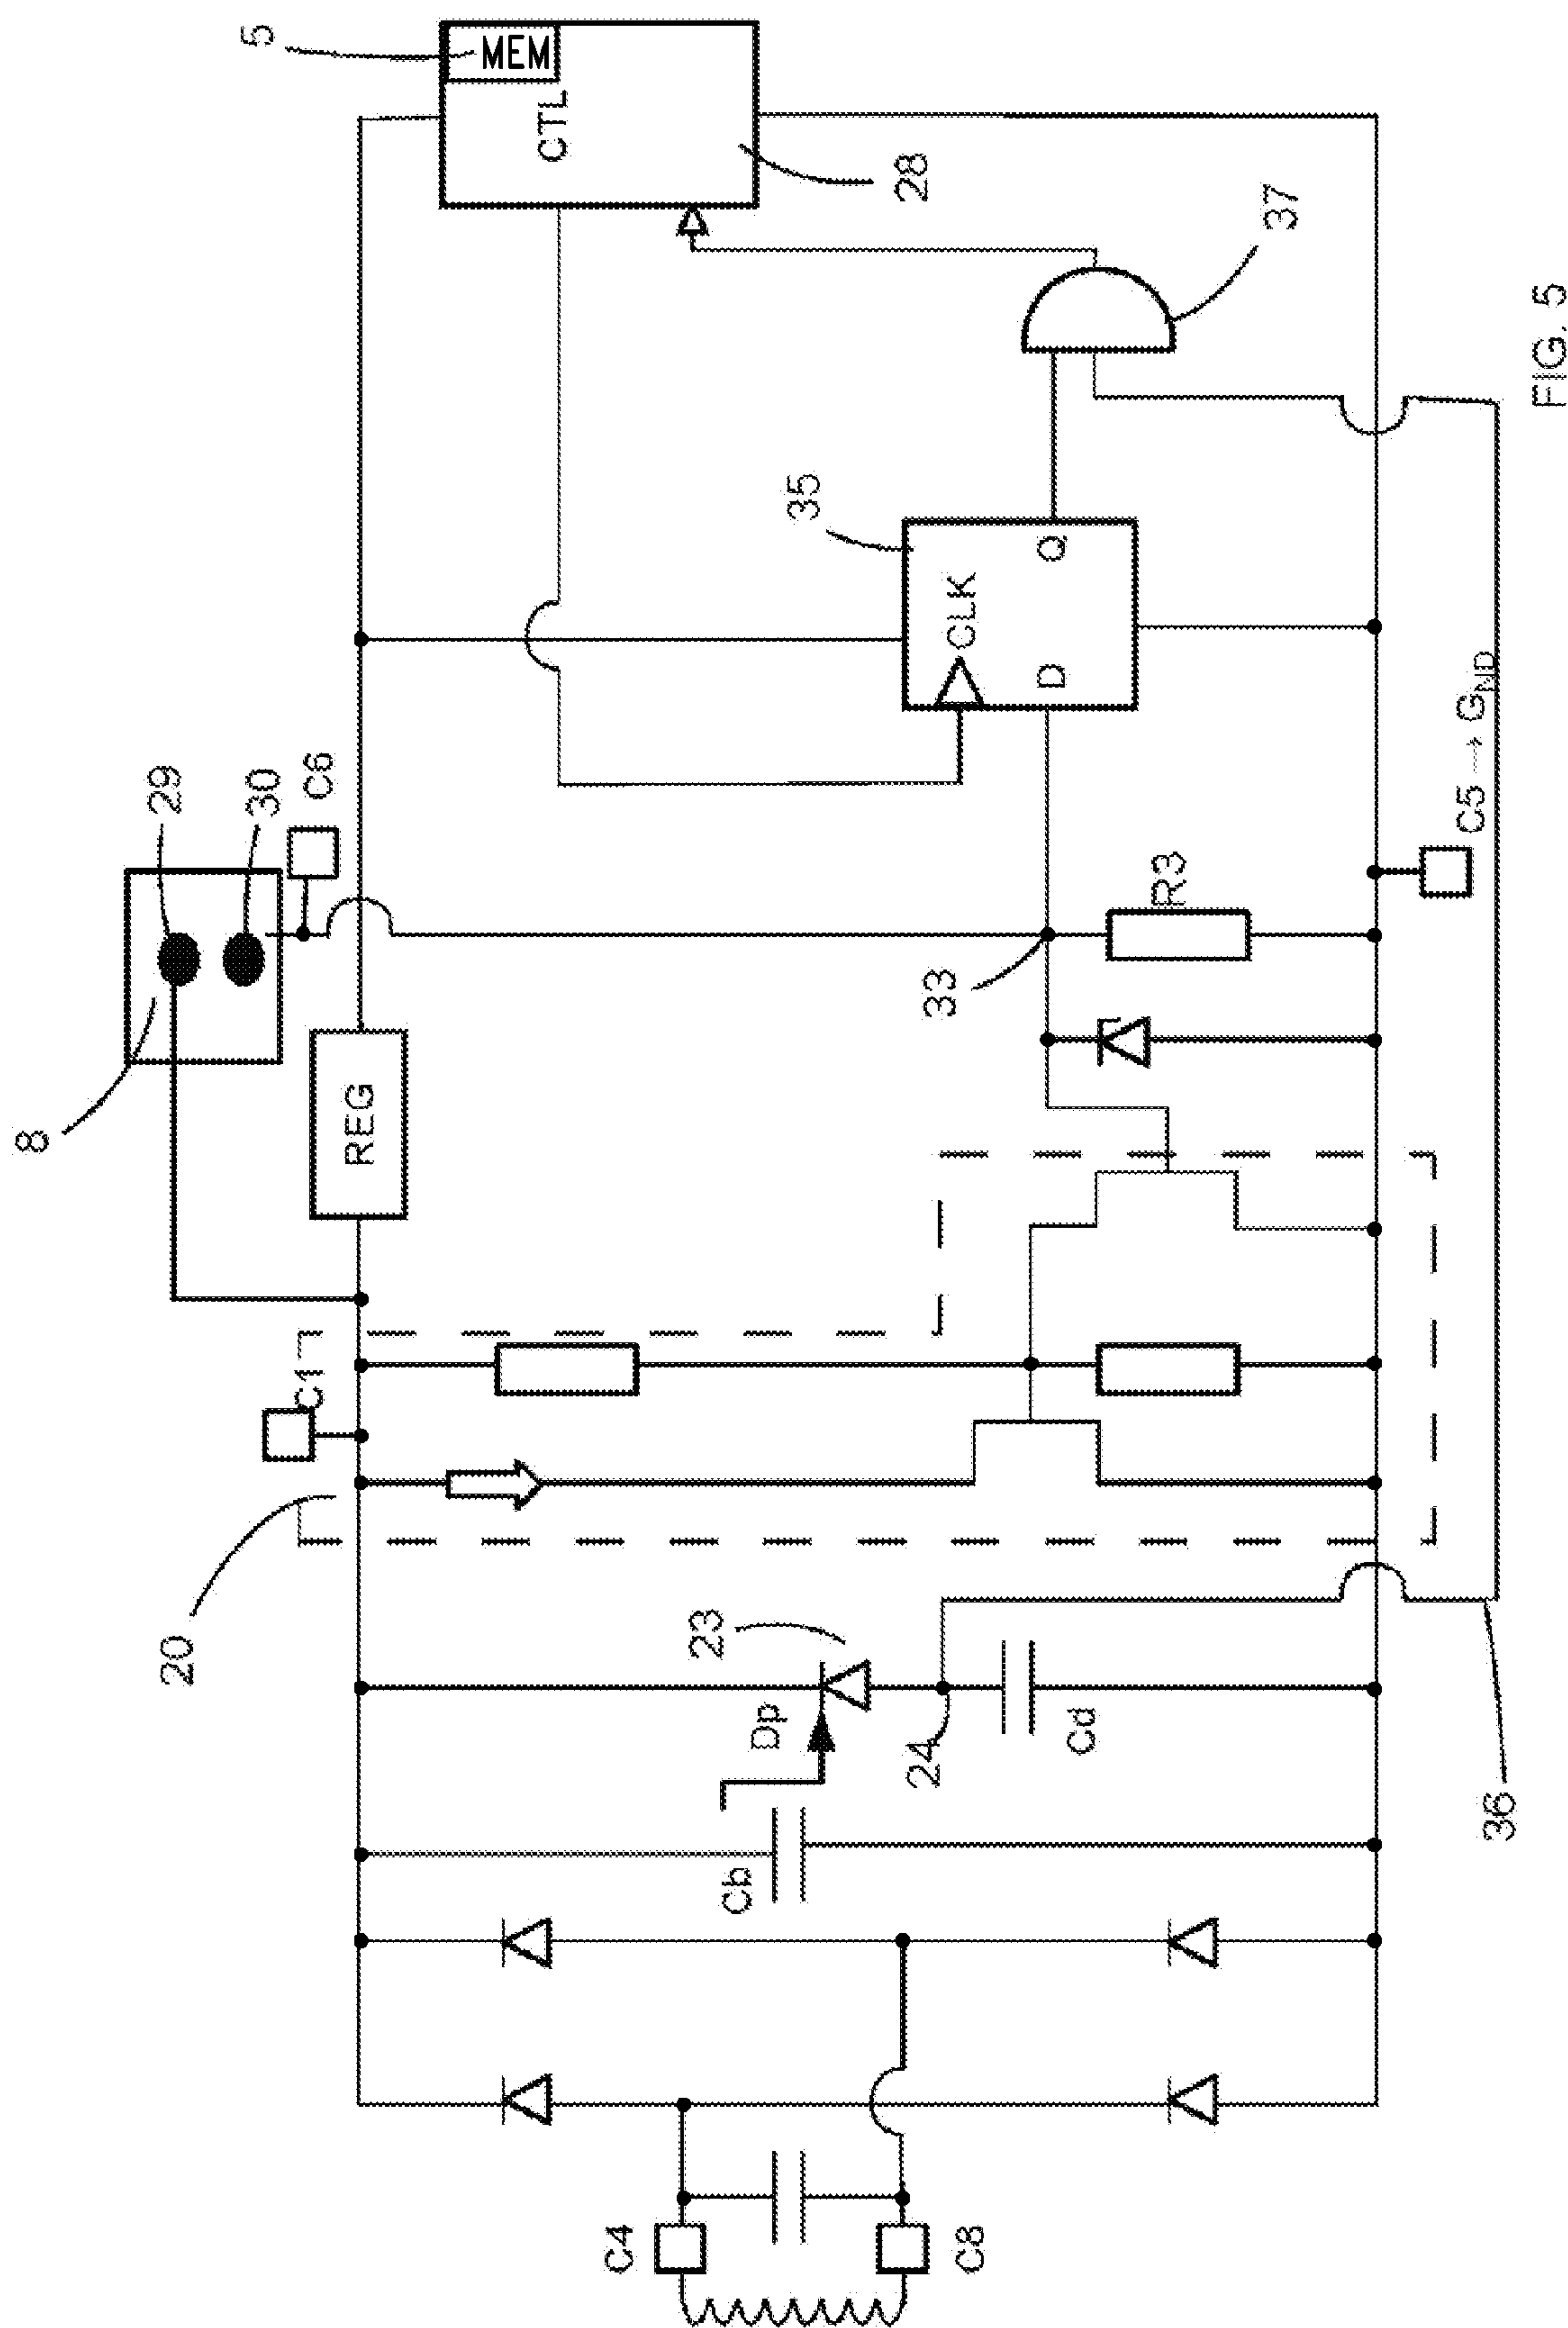 5
MEM
CTL
28
37
FIG. 5
35
CLK
Q
D
29
30
C6
8
REG
33
R3
C5 → GND
C1
20
23
Dp
24
Cd
Cb
36
C4
C8